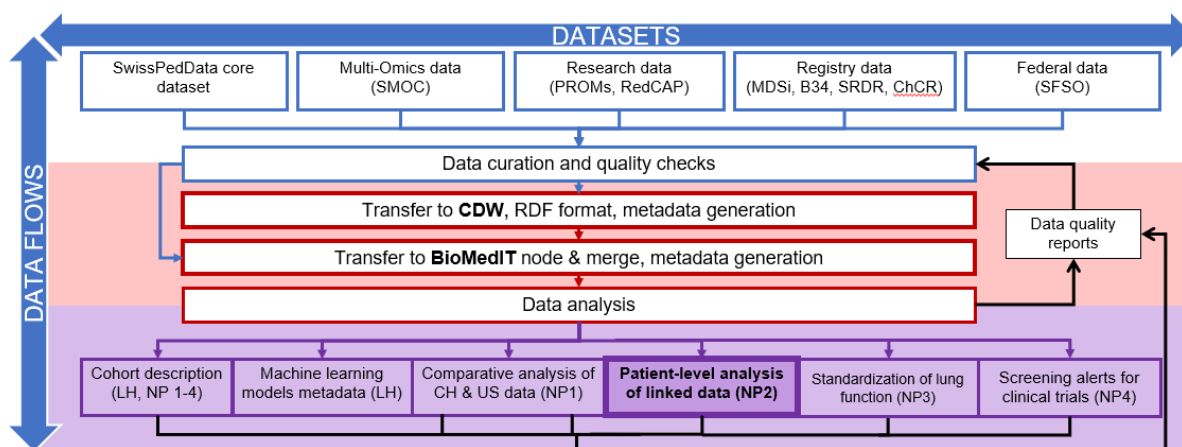 DATASETS
SwissPedData core
dataset
Multi-Omics data
(SMOC)
Research data
(PROMs, RedCAP)
Registry data
(MDSi, B34, SRDR, ChCR)
Federal data
(SFSO)
DATA FLOWS
Data curation and quality checks
Transfer to CDW, RDF format, metadata generation
Data quality
reports
Transfer to BioMedIT node & merge, metadata generation
Data analysis
Cohort description
(LH, NP 1-4)
Machine learning
models metadata (LH)
Comparative analysis of
CH & US data (NP1)
Patient-level analysis
of linked data (NP2)
Standardization of lung
function (NP3)
Screening alerts for
clinical trials (NP4)